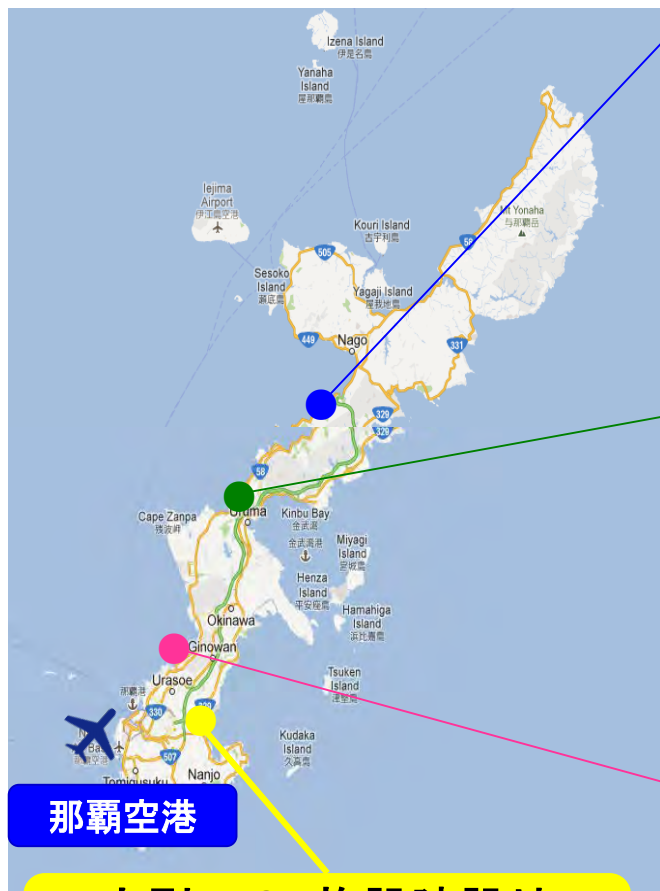 Izena Island
伊是名島
Yanaha
Island
屋那覇島
Iejima
Airport
伊江島空港
Mt Yonaha
与那覇岳
Kouri Island
古宇利島
58
505
Sesoko
Island
瀬底島
Yagaji Island
屋我地島
449
Nago
331
329
329
58
Cape Zanpa
残波岬
Uruma
Kinbu Bay
金武湾
金武湾港
Miyagi
Island
宮城島
Henza
Island
平安座島
Okinawa
Hamahiga
Island
浜比嘉島
Ginowan
Urasoe
Tsuken
Island
津堅島
那覇港
330
329
Kudaka
Island
久高島
507
Tomigusuku
Nanjo
那覇空港